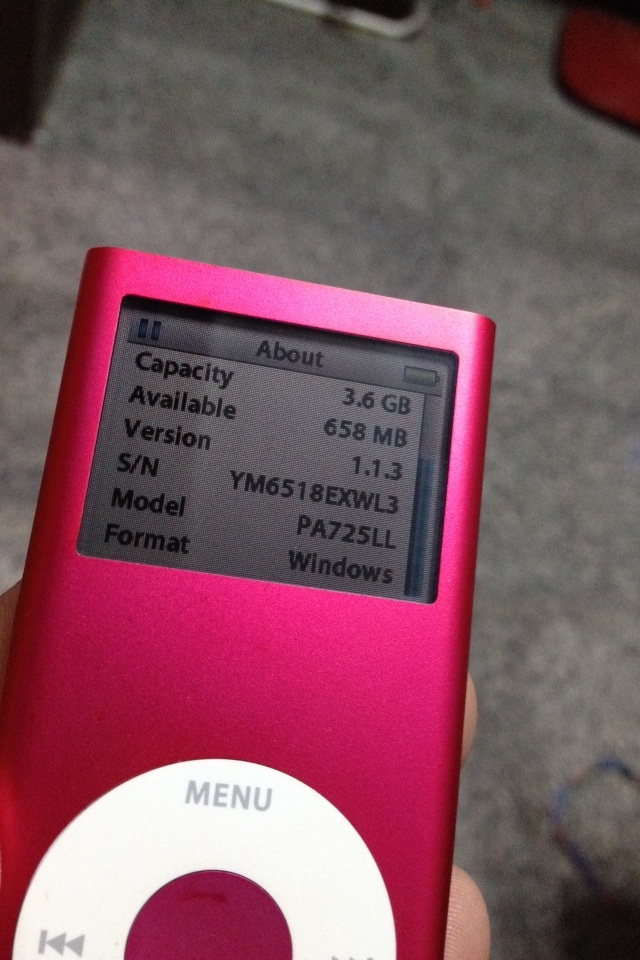 About
Capacity 3.6 GB
Available 658 MB
Version 1.1.3
S/N YM6518EXWL3
Model PA725LL
Format Windows
MENU